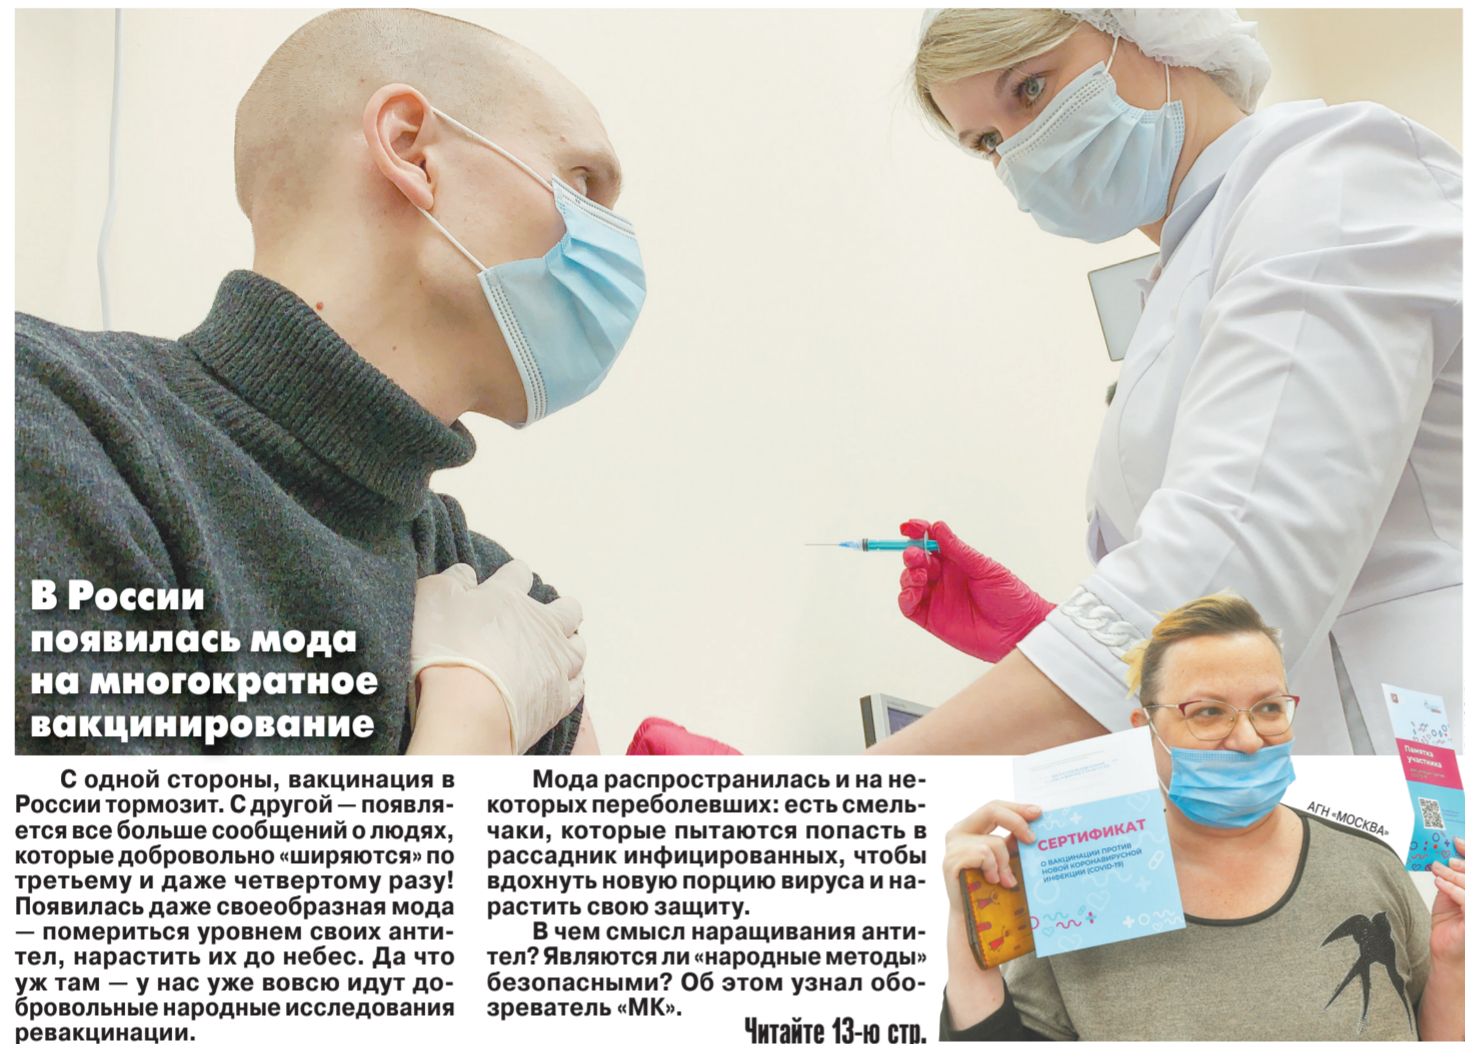 В России
появилась мода
на многократное
вакцинирование
С одной стороны, вакцинация в
России тормозит. С другой — появля-
ется все больше сообщений о людях,
которые добровольно «ширяются» по
третьему и даже четвертому разу!
Появилась даже своеобразная мода
— помериться уровнем своих анти-
тел, нарастить их до небес. Да что
уж там — у нас уже вовсю идут до-
бровольные народные исследования
ревакцинации.
Мода распространилась и на не-
которых переболевших: есть смель-
чаки, которые пытаются попасть в
рассадник инфицированных, чтобы
вдохнуть новую порцию вируса и на-
растить свою защиту.
В чем смысл наращивания анти-
тел? Являются ли «народные методы»
безопасными? Об этом узнал обо-
зреватель «МК».
Читайте 13-ю стр.
СЕРТИФИКАТ
О ВАКЦИНАЦИИ ПРОТИВ
НОВОЙ КОРОНАВИРУСНОЙ
ИНФЕКЦИИ (COVID-19)
АГН «МОСКВА»
Памятка
участника